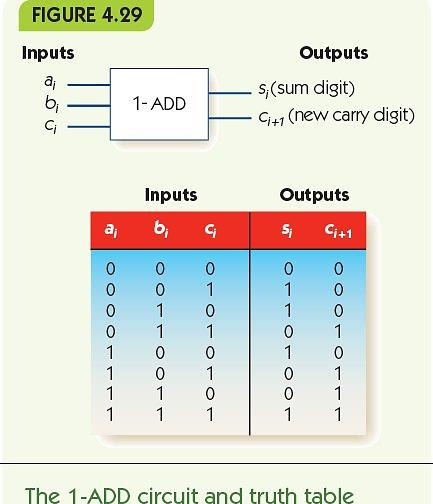 FIGURE 4.29
Inputs Outputs
aᵢ
bᵢ
cᵢ
1- ADD
sᵢ (sum digit)
cᵢ₊₁ (new carry digit)
Inputs Outputs
aᵢ bᵢ cᵢ sᵢ cᵢ₊₁
0 0 0 0 0
0 0 1 1 0
0 1 0 1 0
0 1 1 0 1
1 0 0 1 0
1 0 1 0 1
1 1 0 0 1
1 1 1 1 1
The 1-ADD circuit and truth table